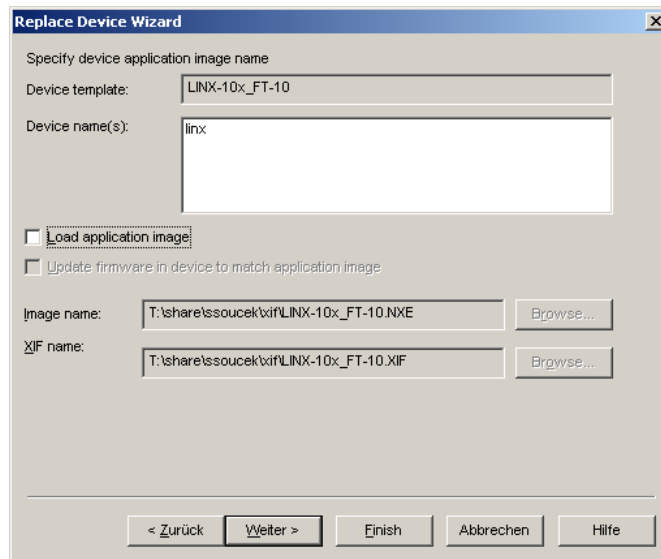 Replace Device Wizard
Specify device application image name
Device template: LINX-10x_FT-10
Device name(s): linx
Load application image
Update firmware in device to match application image
Image name: T:\share\ssoucek\xif\LINX-10x_FT-10.NXE Browse...
XIF name: T:\share\ssoucek\xif\LINX-10x_FT-10.XIF Browse...
< Zurück Weiter > Finish Abbrechen Hilfe